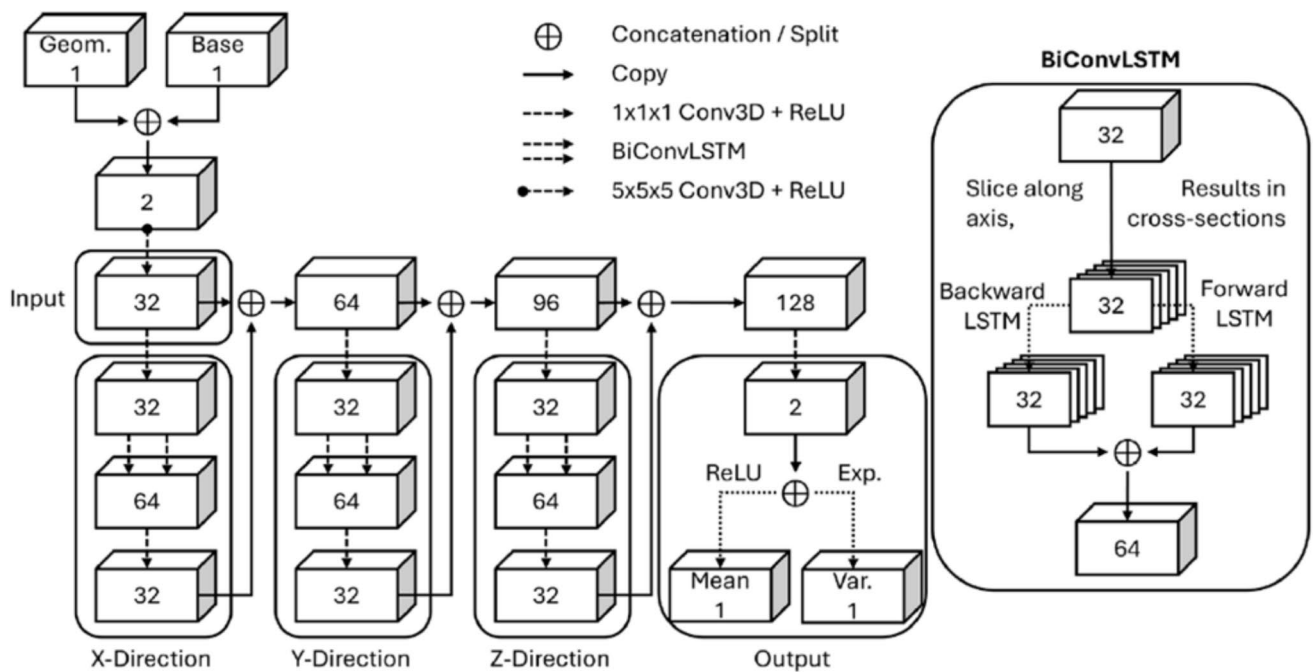 Geom.
1
Base
1
Concatenation / Split
Copy
1x1x1 Conv3D + ReLU
BiConvLSTM
5x5x5 Conv3D + ReLU
2
Input
32
64
96
128
32
64
32
X-Direction
32
64
32
Y-Direction
32
64
32
Z-Direction
2
ReLU
Exp.
Mean
1
Var.
1
Output
BiConvLSTM
32
Slice along
axis,
Results in
cross-sections
32
Backward
LSTM
Forward
LSTM
32
32
64